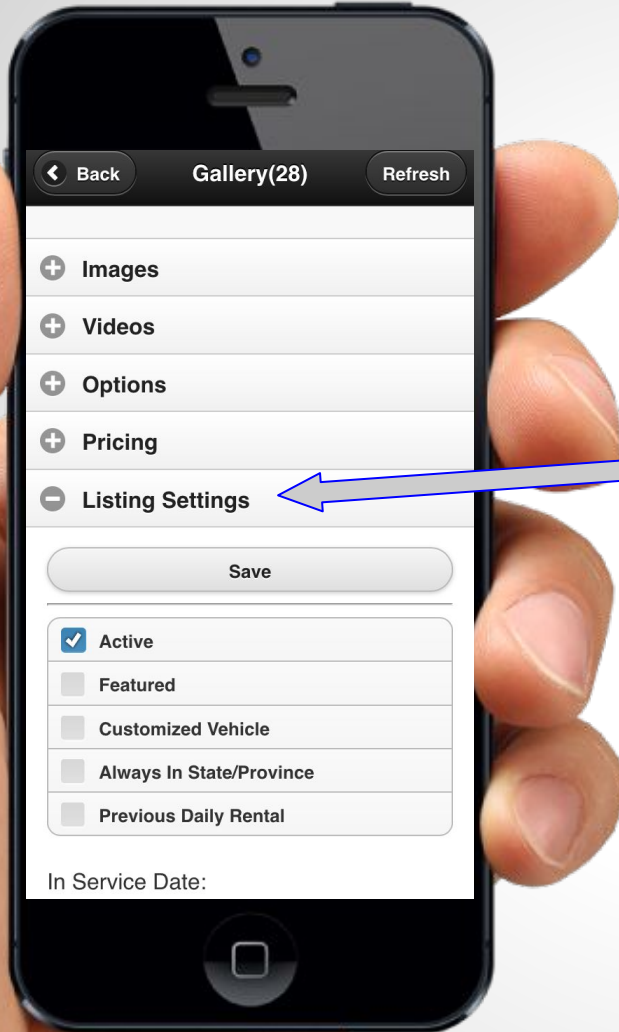 Back Gallery(28) Refresh
Images
Videos
Options
Pricing
Listing Settings
Save
Active
Featured
Customized Vehicle
Always In State/Province
Previous Daily Rental
In Service Date: